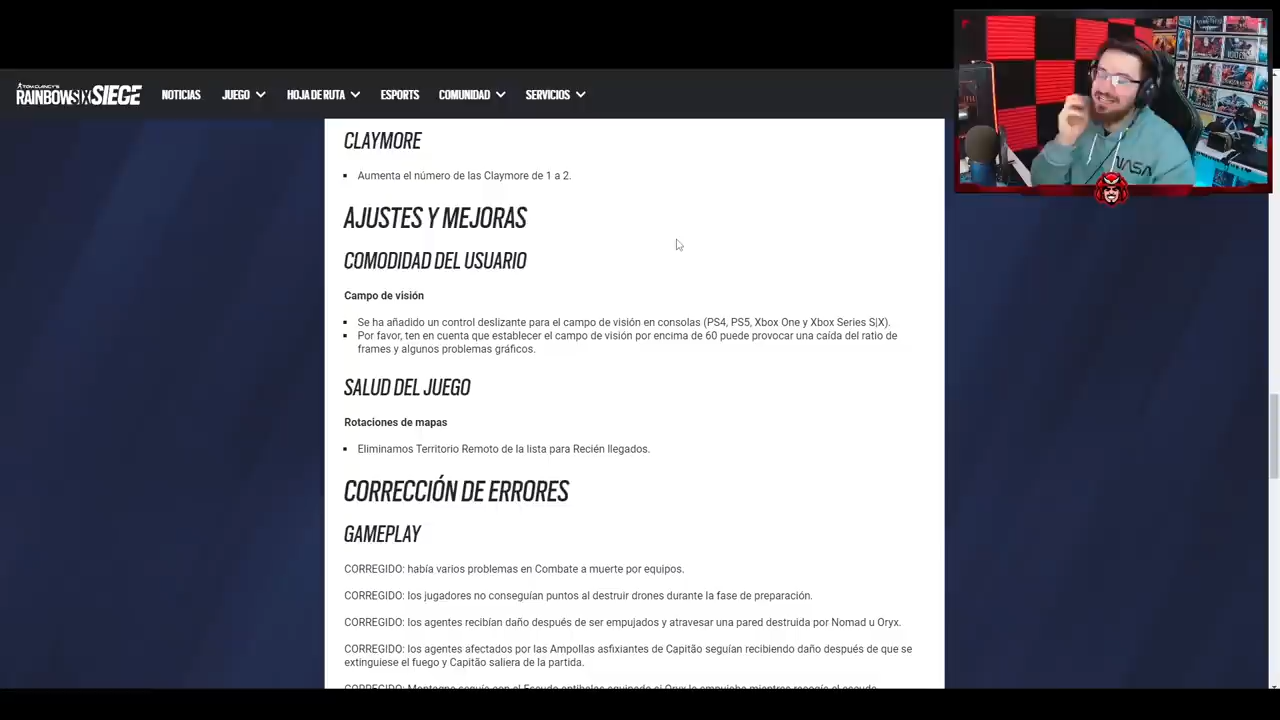 TOM CLANCY'S
RAINBOWSIX SIEGE
NOTICIAS JUEGO HOJA DE RUTA ESPORTS COMUNIDAD SERVICIOS
CLAYMORE
Aumenta el número de las Claymore de 1 a 2.
AJUSTES Y MEJORAS
COMODIDAD DEL USUARIO
Campo de visión
Se ha añadido un control deslizante para el campo de visión en consolas (PS4, PS5, Xbox One y Xbox Series S|X).
Por favor, ten en cuenta que establecer el campo de visión por encima de 60 puede provocar una caída del ratio de
frames y algunos problemas gráficos.
SALUD DEL JUEGO
Rotaciones de mapas
Eliminamos Territorio Remoto de la lista para Recién llegados.
CORRECCIÓN DE ERRORES
GAMEPLAY
CORREGIDO: había varios problemas en Combate a muerte por equipos.
CORREGIDO: los jugadores no conseguían puntos al destruir drones durante la fase de preparación.
CORREGIDO: los agentes recibían daño después de ser empujados y atravesar una pared destruida por Nomad u Oryx.
CORREGIDO: los agentes afectados por las Ampollas asfixiantes de Capitão seguían recibiendo daño después de que se
extinguiese el fuego y Capitão saliera de la partida.
NASA